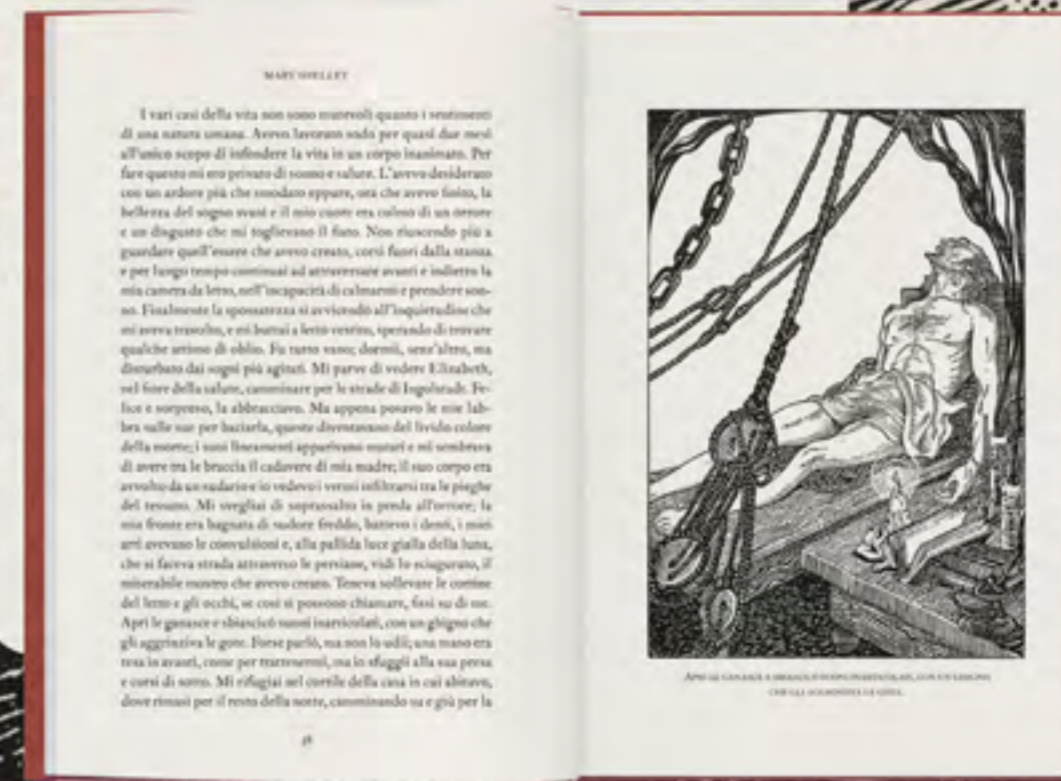 MARY SHELLEY
I vari casi della vita non sono mutevoli quanto i sentimenti
di una natura umana. Avevo lavorato sodo per quasi due mesi
all'unico scopo di infondere la vita in un corpo inanimato. Per
fare questo mi ero privato di sonno e salute. L'avevo desiderato
con un ardore più che smodato eppure, ora che avevo finito, la
bellezza del sogno svanì e il mio cuore era colmo di un orrore
e un disgusto che mi toglievano il fiato. Non riuscendo più a
guardare quell'essere che avevo creato, corsi fuori dalla stanza
e per lungo tempo continuai ad attraversare avanti e indietro la
mia camera da letto, nell'incapacità di calmarmi e prendere son-
no. Finalmente la spossatezza si avvicendò all'inquietudine che
mi aveva travolto, e mi buttai a letto vestito, sperando di trovare
qualche attimo di oblio. Fu tutto vano; dormii, senz'altro, ma
disturbato dai sogni più agitati. Mi parve di vedere Elizabeth,
nel fiore della salute, camminare per le strade di Ingolstadt. Fe-
lice e sorpreso, la abbracciavo. Ma appena posavo le mie lab-
bra sulle sue per baciarla, queste diventavano del livido colore
della morte; i suoi lineamenti apparivano mutati e mi sembrava
di avere tra le braccia il cadavere di mia madre; il suo corpo era
avvolto da un sudario e io vedevo i vermi infiltrarsi tra le pieghe
del tessuto. Mi svegliai di soprassalto in preda all'orrore; la
mia fronte era bagnata di sudore freddo, battevo i denti, i miei
arti avevano le convulsioni e, alla pallida luce gialla della luna,
che si faceva strada attraverso le persiane, vidi lo sciagurato, il
miserabile mostro che avevo creato. Teneva sollevare le cortine
del letto e gli occhi, se così si possono chiamare, fissi su di me.
Aprì le ganasce e sbiascicò suoni inarticolati, con un ghigno che
gli aggrinziva le gote. Forse parlò, ma non lo udii; una mano era
tesa in avanti, come per trattenermi, ma io sfuggii alla sua presa
e corsi di sotto. Mi rifugiai nel cortile della casa in cui abitavo,
dove rimasi per il resto della notte, camminando su e giù per la
APRÌ LE GANASCE E SBIASCICÒ SUONI INARTICOLATI, CON UN GHIGNO
CHE GLI AGGRINZIVA LE GOTE.